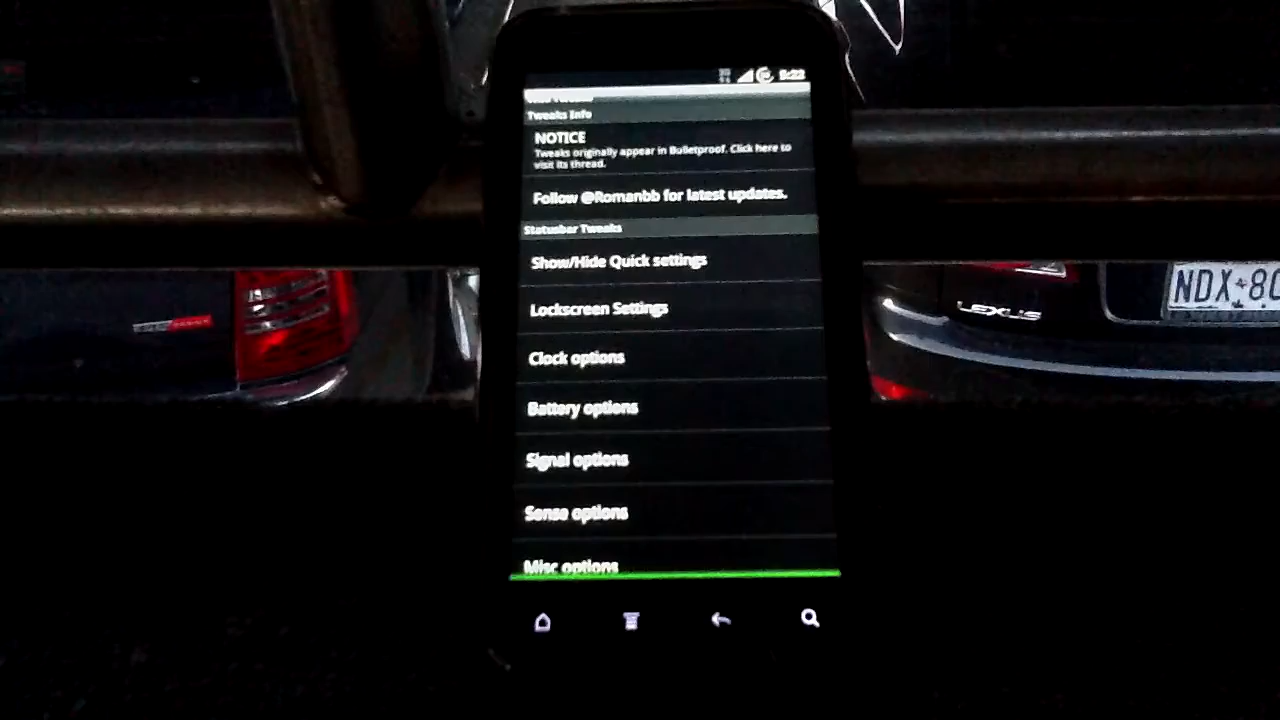 5:22
Tweaks Info
NOTICE
Tweaks originally appear in Bulletproof. Click here to
visit its thread.
Follow @Romanbb for latest updates.
Statusbar Tweaks
Show/Hide Quick settings
Lockscreen Settings
Clock options
Battery options
Signal options
Sense options
Misc options
LEXUS
NDX 80